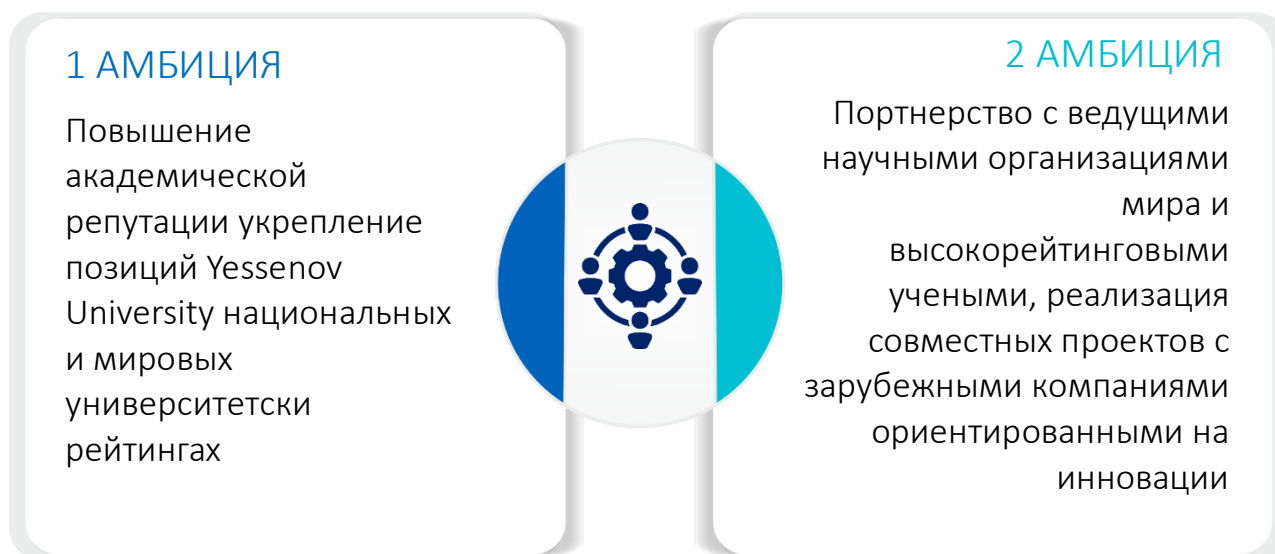 1 АМБИЦИЯ
Повышение
академической
репутации укрепление
позиций Yessenov
University национальных
и мировых
университетски
рейтингах
2 АМБИЦИЯ
Портнерство с ведущими
научными организациями
мира и
высокорейтинговыми
учеными, реализация
совместных проектов с
зарубежными компаниями
ориентированными на
инновации